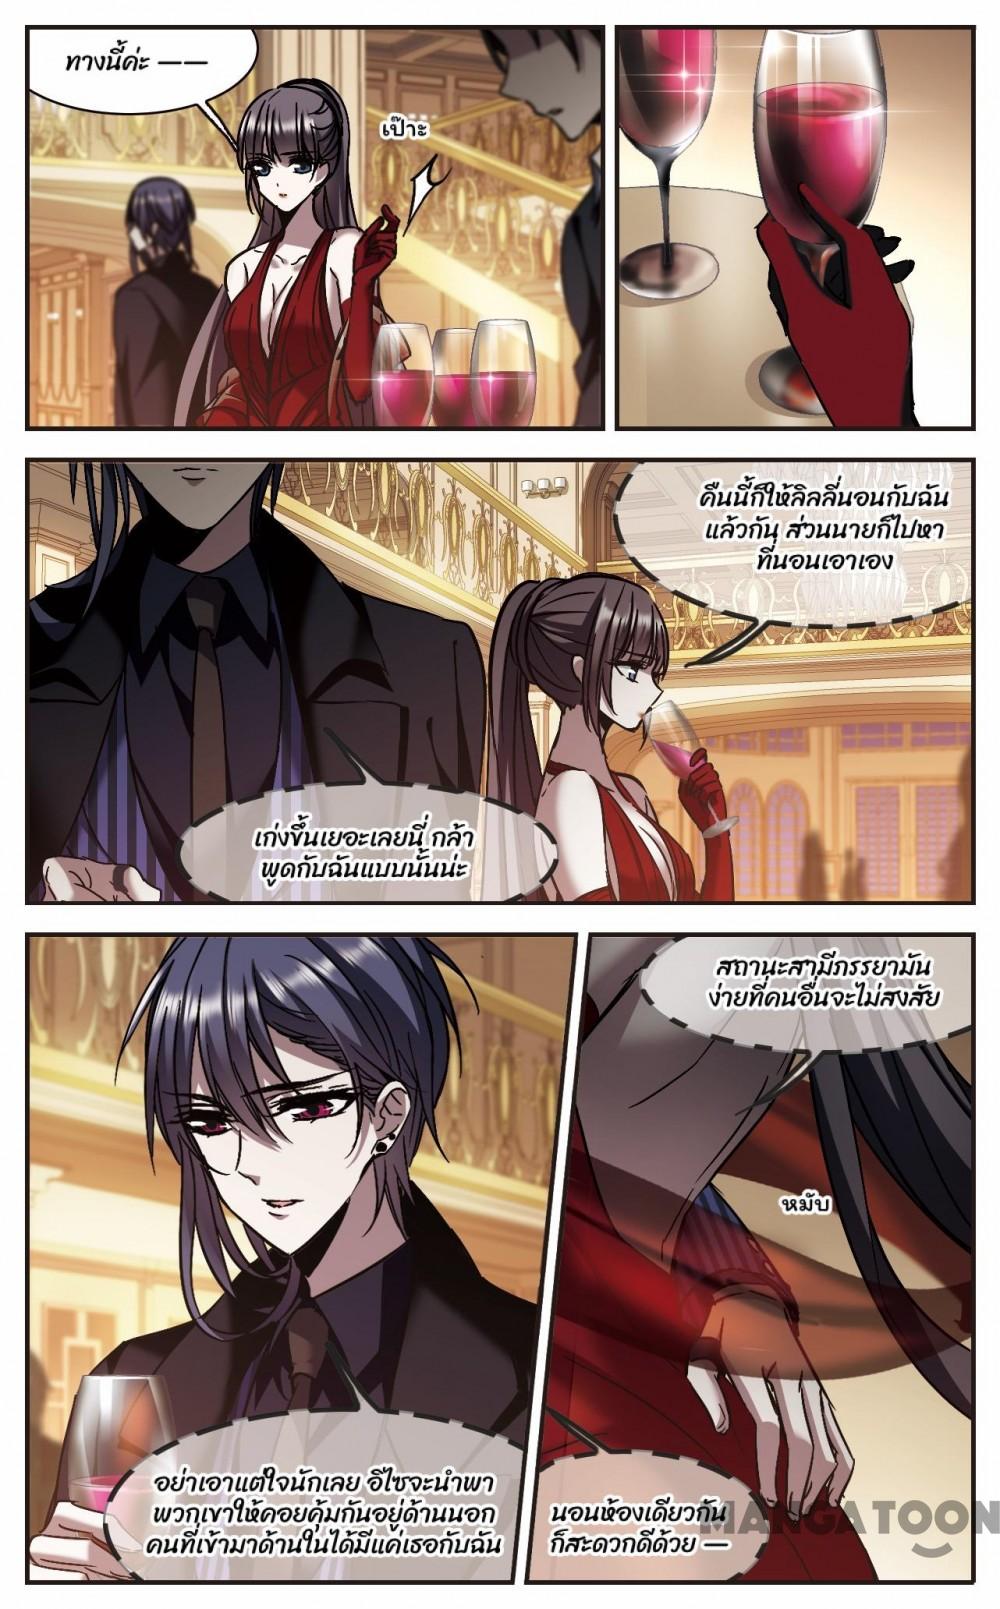 ทางนี้ค่ะ ——
เป๊าะ
คืนนี้ก็ให้ลิลลี่นอนกับฉัน
แล้วกัน ส่วนนายก็ไปหา
ที่นอนเอาเอง
เก่งขึ้นเยอะเลยนี่ กล้า
พูดกับฉันแบบนั้นน่ะ
สถานะสามีภรรยามัน
ง่ายที่คนอื่นจะไม่สงสัย
หมับ
อย่าเอาแต่ใจนักเลย อีไซจะนำพา
พวกเขาให้คอยคุ้มกันอยู่ด้านนอก
คนที่เข้ามาด้านในได้มีแค่เธอกับฉัน
นอนห้องเดียวกัน
ก็สะดวกดีด้วย —
MANGATOON